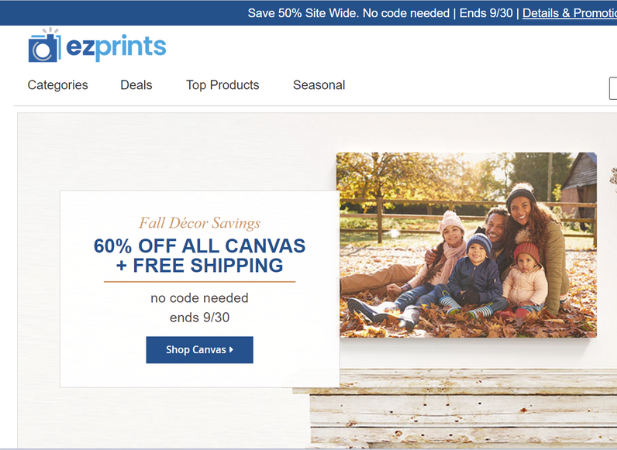 Save 50% Site Wide. No code needed | Ends 9/30 | Details &
ezprints
Categories Deals Top Products Seasonal
Fall Décor Savings
60% OFF ALL CANVAS
+ FREE SHIPPING
no code needed
ends 9/30
Shop Canvas